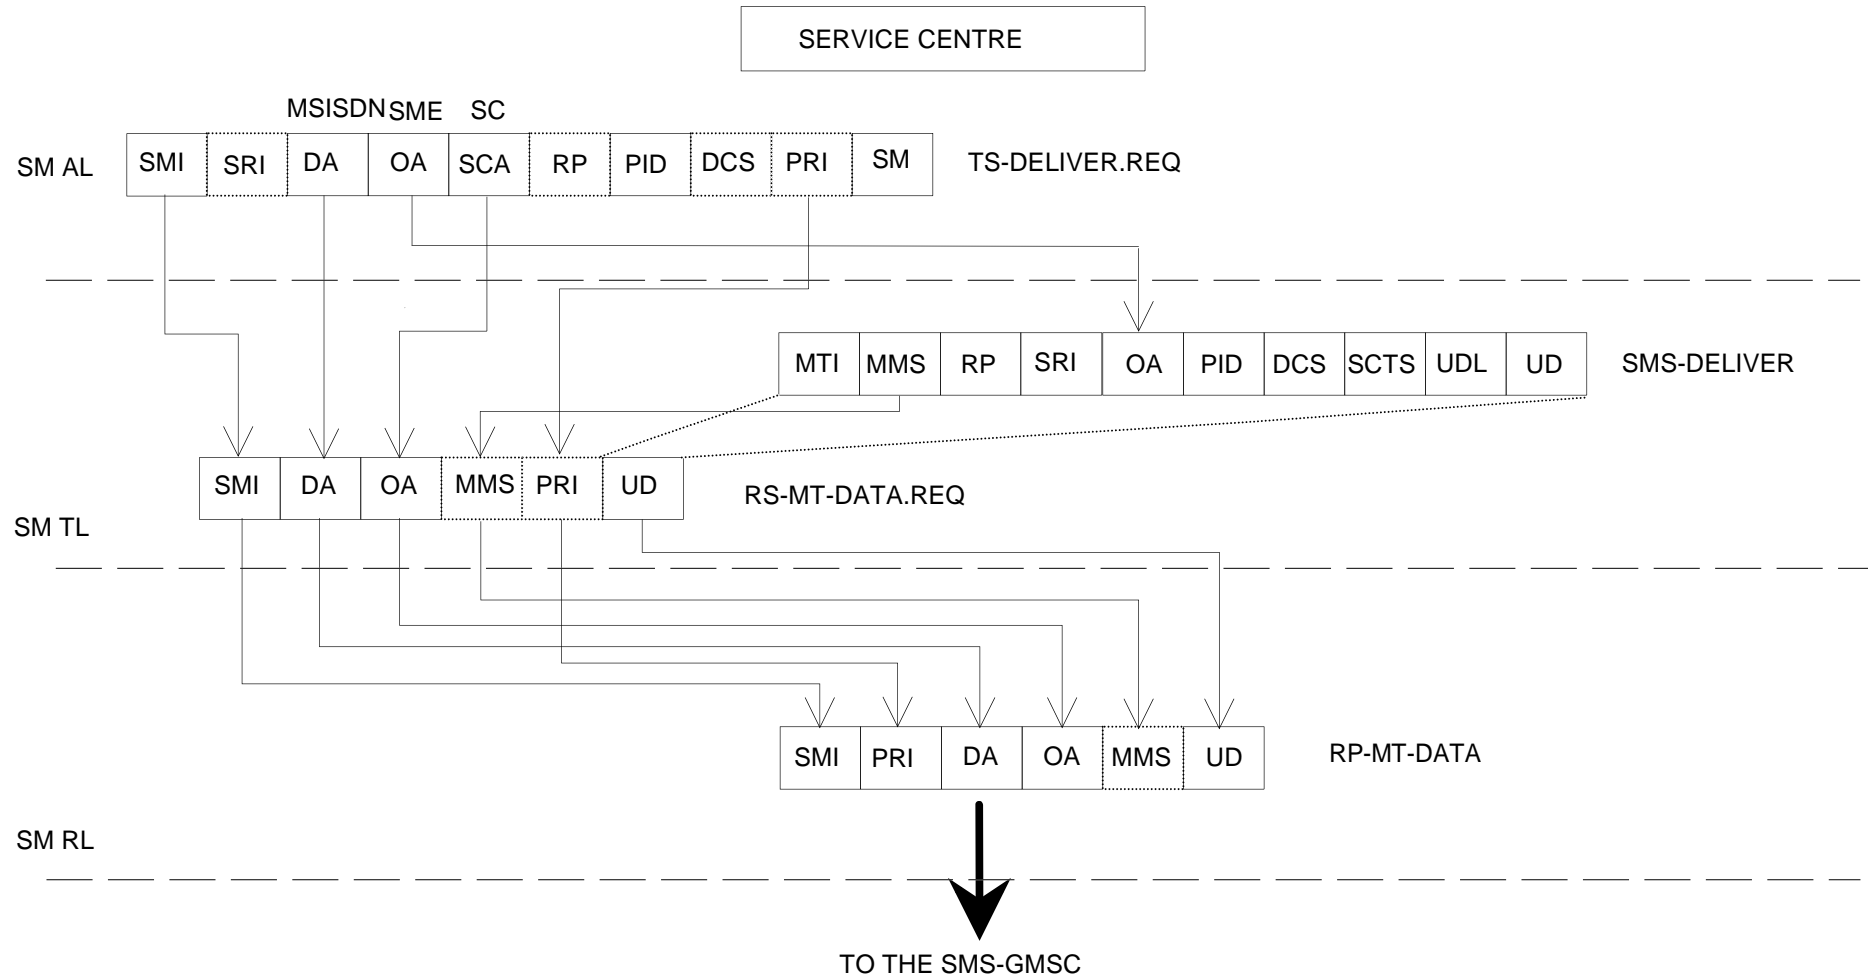 SERVICE CENTRE
MSISDN SME SC
SM AL SMI SRI DA OA SCA RP PID DCS PRI SM TS-DELIVER.REQ
MTI MMS RP SRI OA PID DCS SCTS UDL UD SMS-DELIVER
SMI DA OA MMS PRI UD RS-MT-DATA.REQ
SM TL
SMI PRI DA OA MMS UD RP-MT-DATA
SM RL
TO THE SMS-GMSC